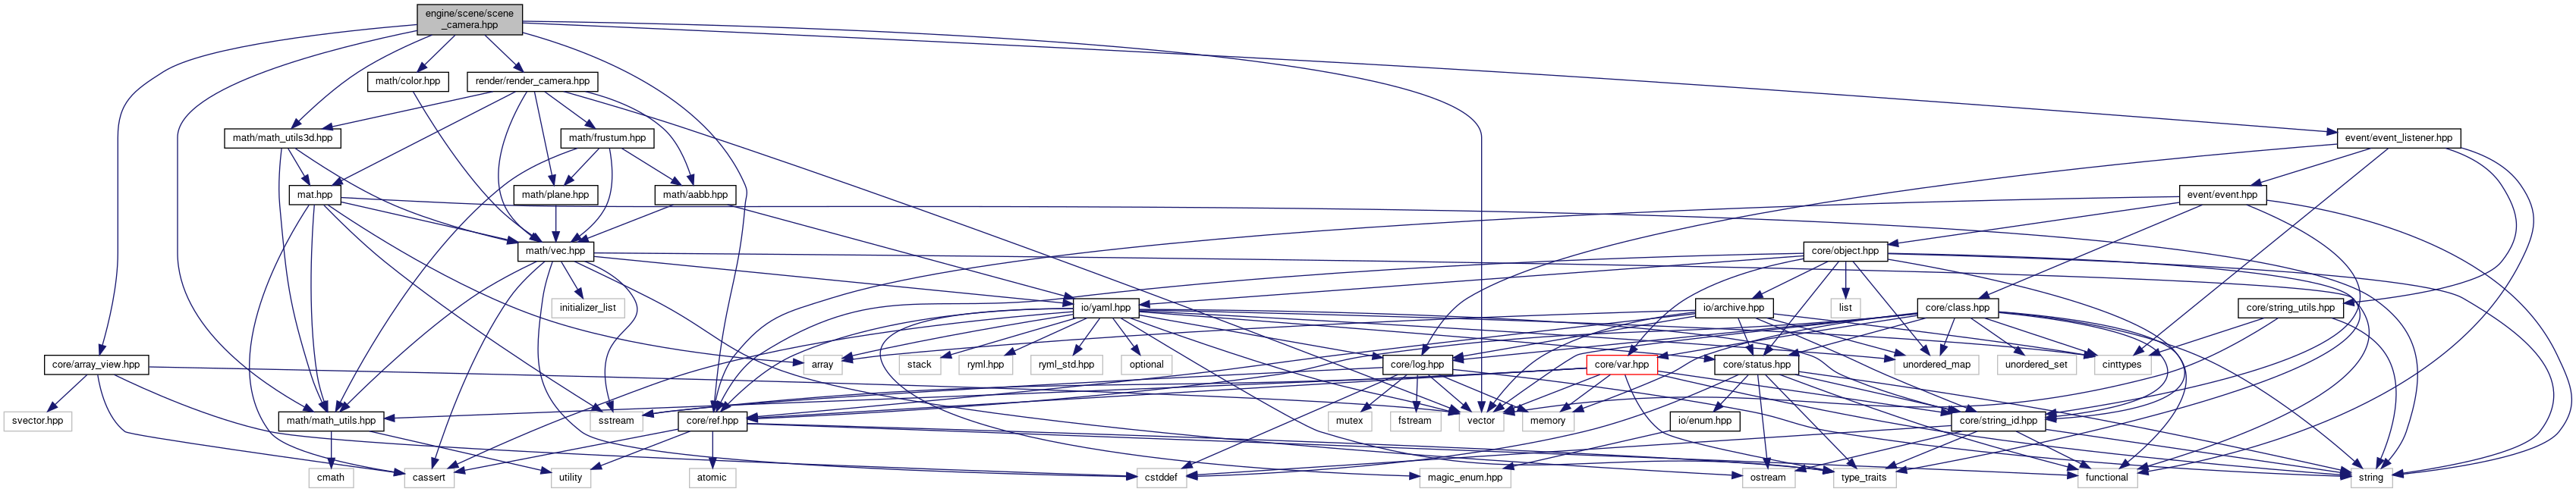 engine/scene/scene
_camera.hpp
math/color.hpp
render/render_camera.hpp
math/math_utils3d.hpp
math/frustum.hpp
event/event_listener.hpp
mat.hpp
math/plane.hpp
math/aabb.hpp
event/event.hpp
math/vec.hpp
core/object.hpp
initializer_list
io/yaml.hpp
list
io/archive.hpp
core/class.hpp
core/string_utils.hpp
core/array_view.hpp
array
stack
ryml.hpp
ryml_std.hpp
optional
core/log.hpp
core/var.hpp
core/status.hpp
unordered_map
unordered_set
cinttypes
svector.hpp
math/math_utils.hpp
sstream
core/ref.hpp
mutex
fstream
vector
memory
io/enum.hpp
core/string_id.hpp
cmath
cassert
utility
atomic
cstddef
magic_enum.hpp
ostream
type_traits
functional
string